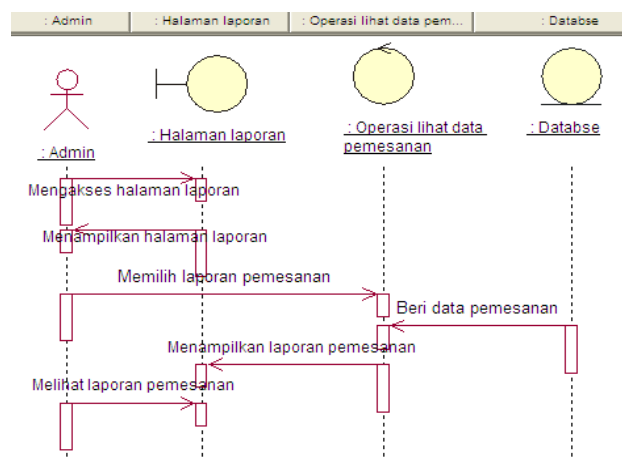 : Admin
: Halaman laporan
: Operasi lihat data pem...
: Databse
: Admin
: Halaman laporan
: Operasi lihat data
pemesanan
: Databse
Mengakses halaman laporan
Menampilkan halaman laporan
Memilih laporan pemesanan
Beri data pemesanan
Menampilkan laporan pemesanan
Melihat laporan pemesanan